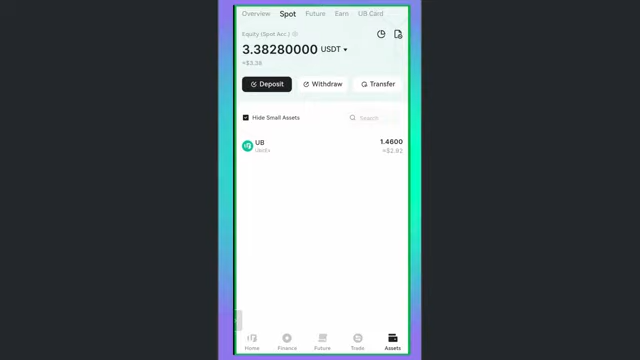 Overview Spot Future Earn UB Card
Equity (Spot Acc.)
3.38280000 USDT
≈$3.38
Deposit Withdraw Transfer
Hide Small Assets Search
UB 1.4600
UbitEx ≈$2.92
Home Finance Future Trade Assets